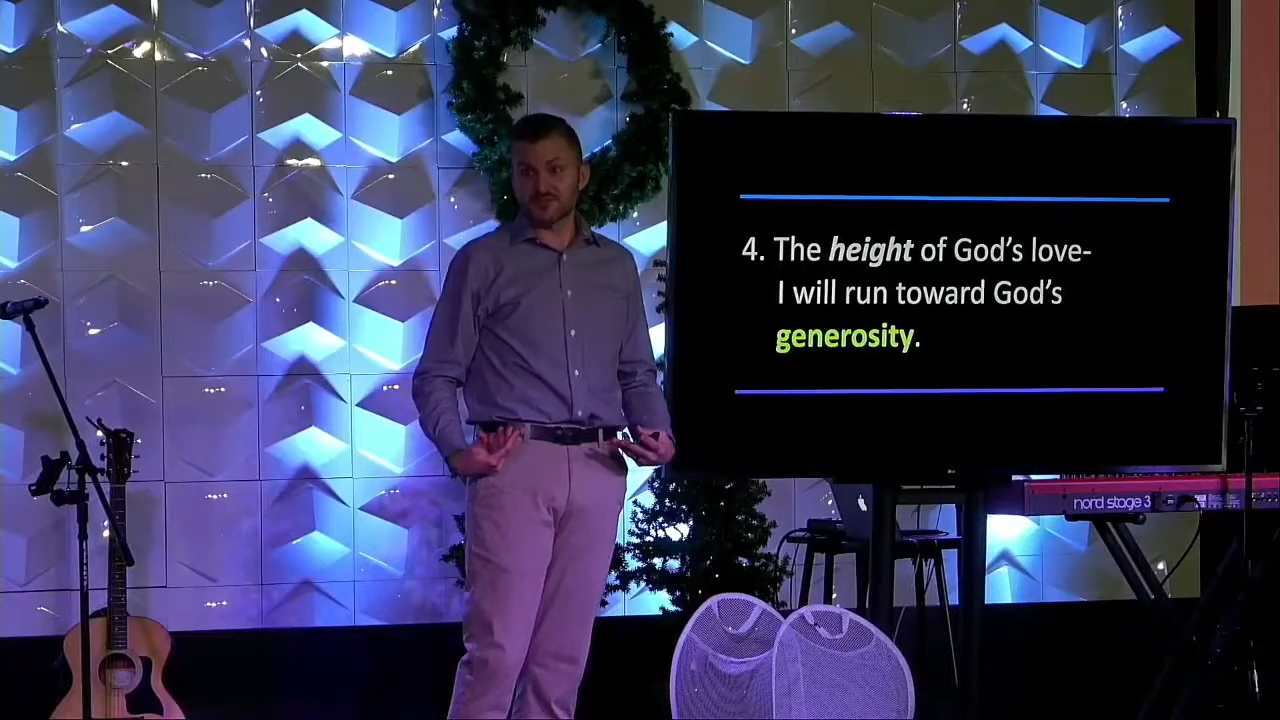 4. The height of God's love-
I will run toward God's
generosity.
nord stage 3